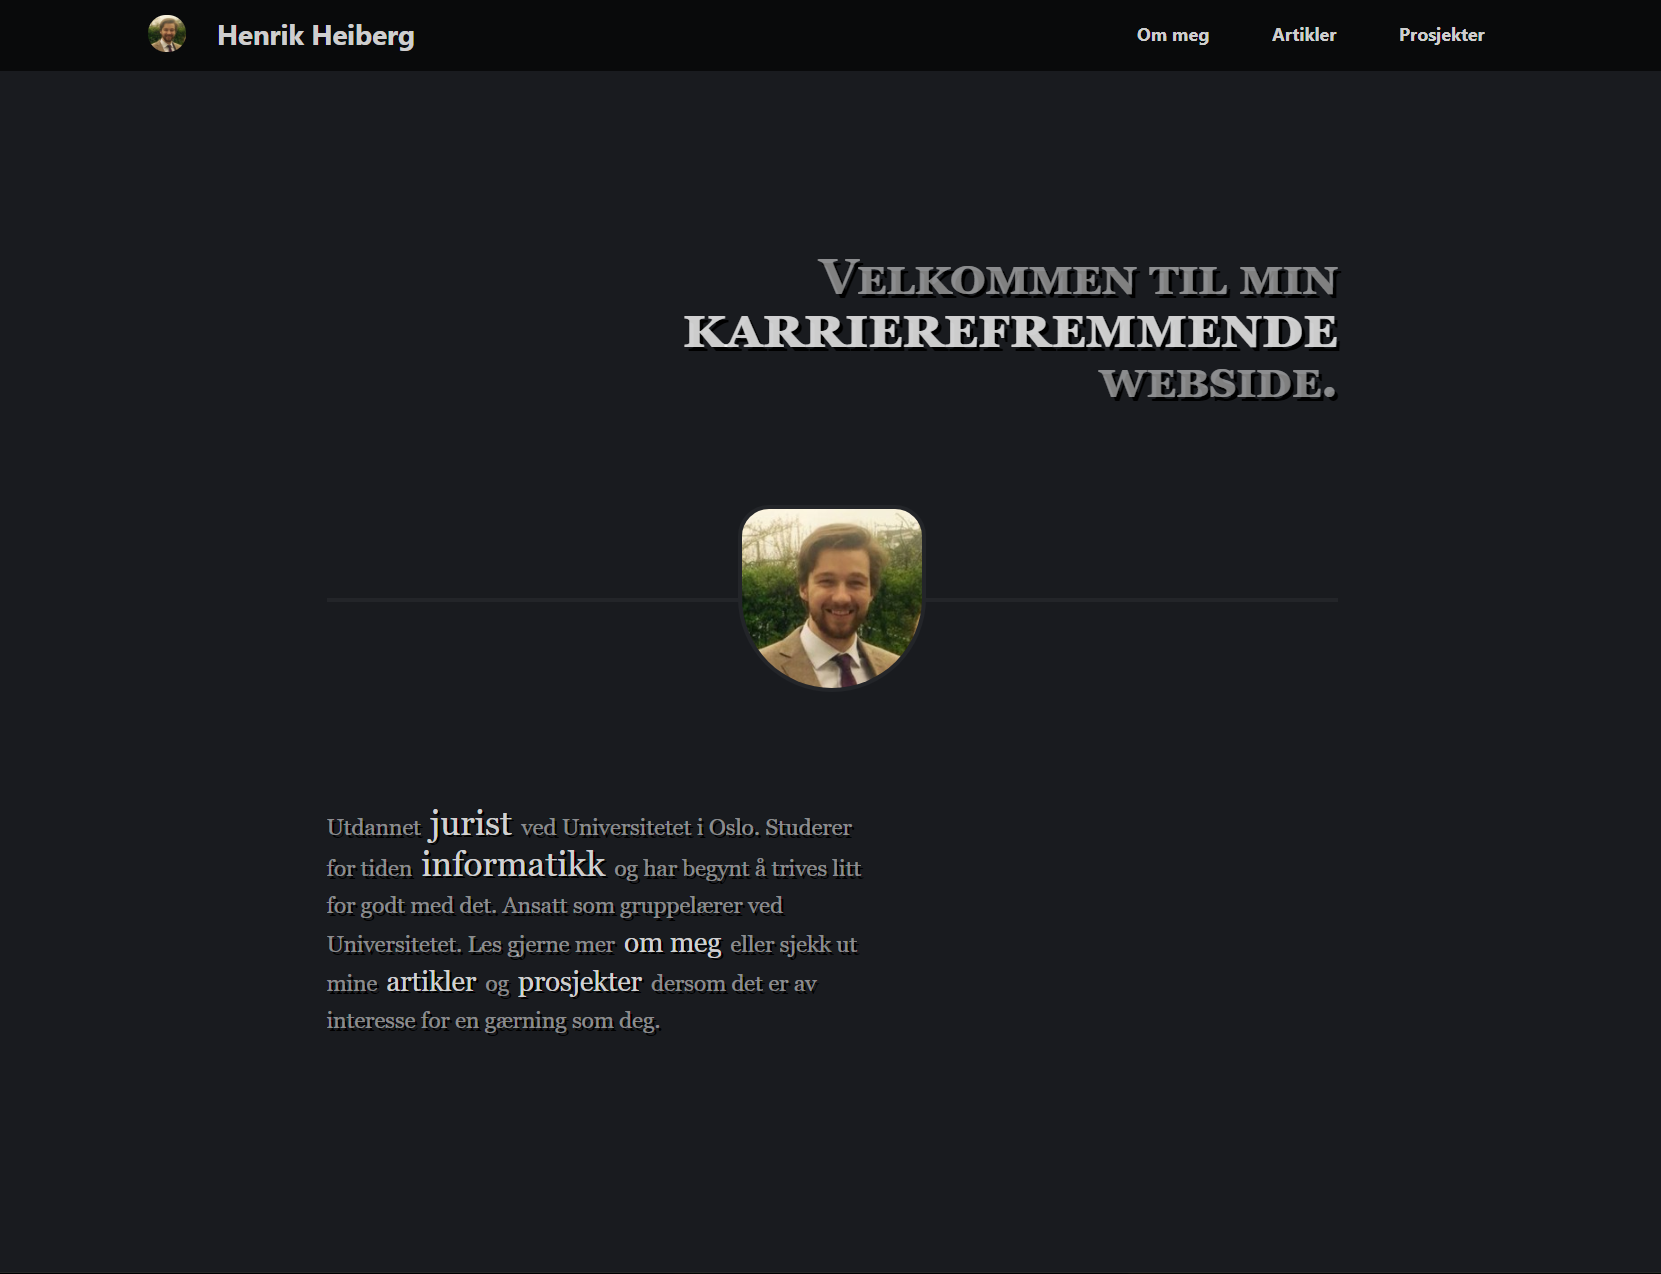 Henrik Heiberg
Om meg
Artikler
Prosjekter
Velkommen til min
karrierefremmende
webside.
Utdannet jurist ved Universitetet i Oslo. Studerer
for tiden informatikk og har begynt å trives litt
for godt med det. Ansatt som gruppelærer ved
Universitetet. Les gjerne mer om meg eller sjekk ut
mine artikler og prosjekter dersom det er av
interesse for en gærning som deg.